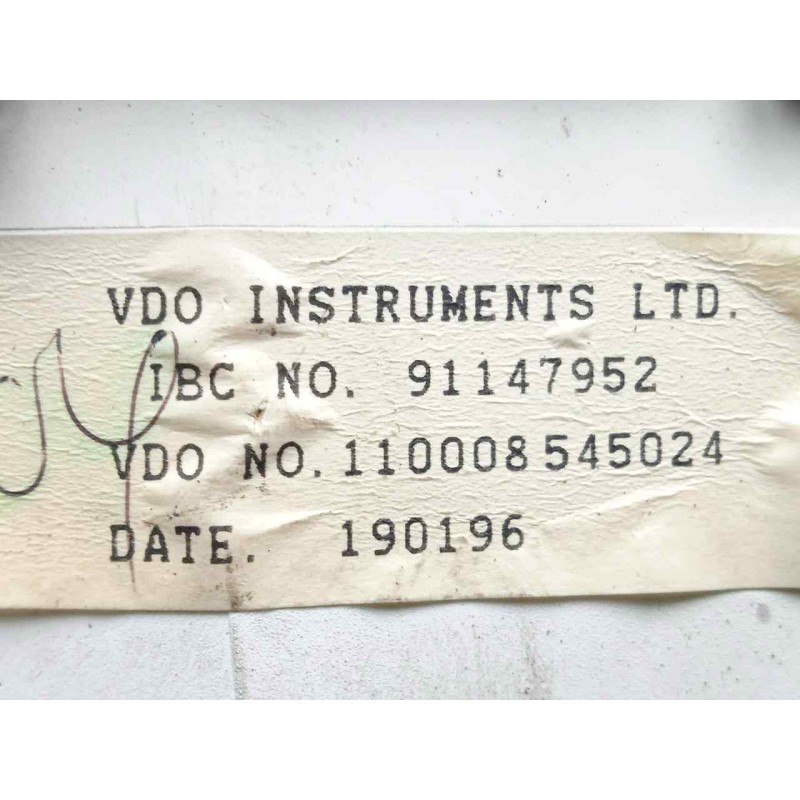 VDO INSTRUMENTS LTD.
IBC NO. 91147952
VDO NO. 110008545024
DATE. 190196